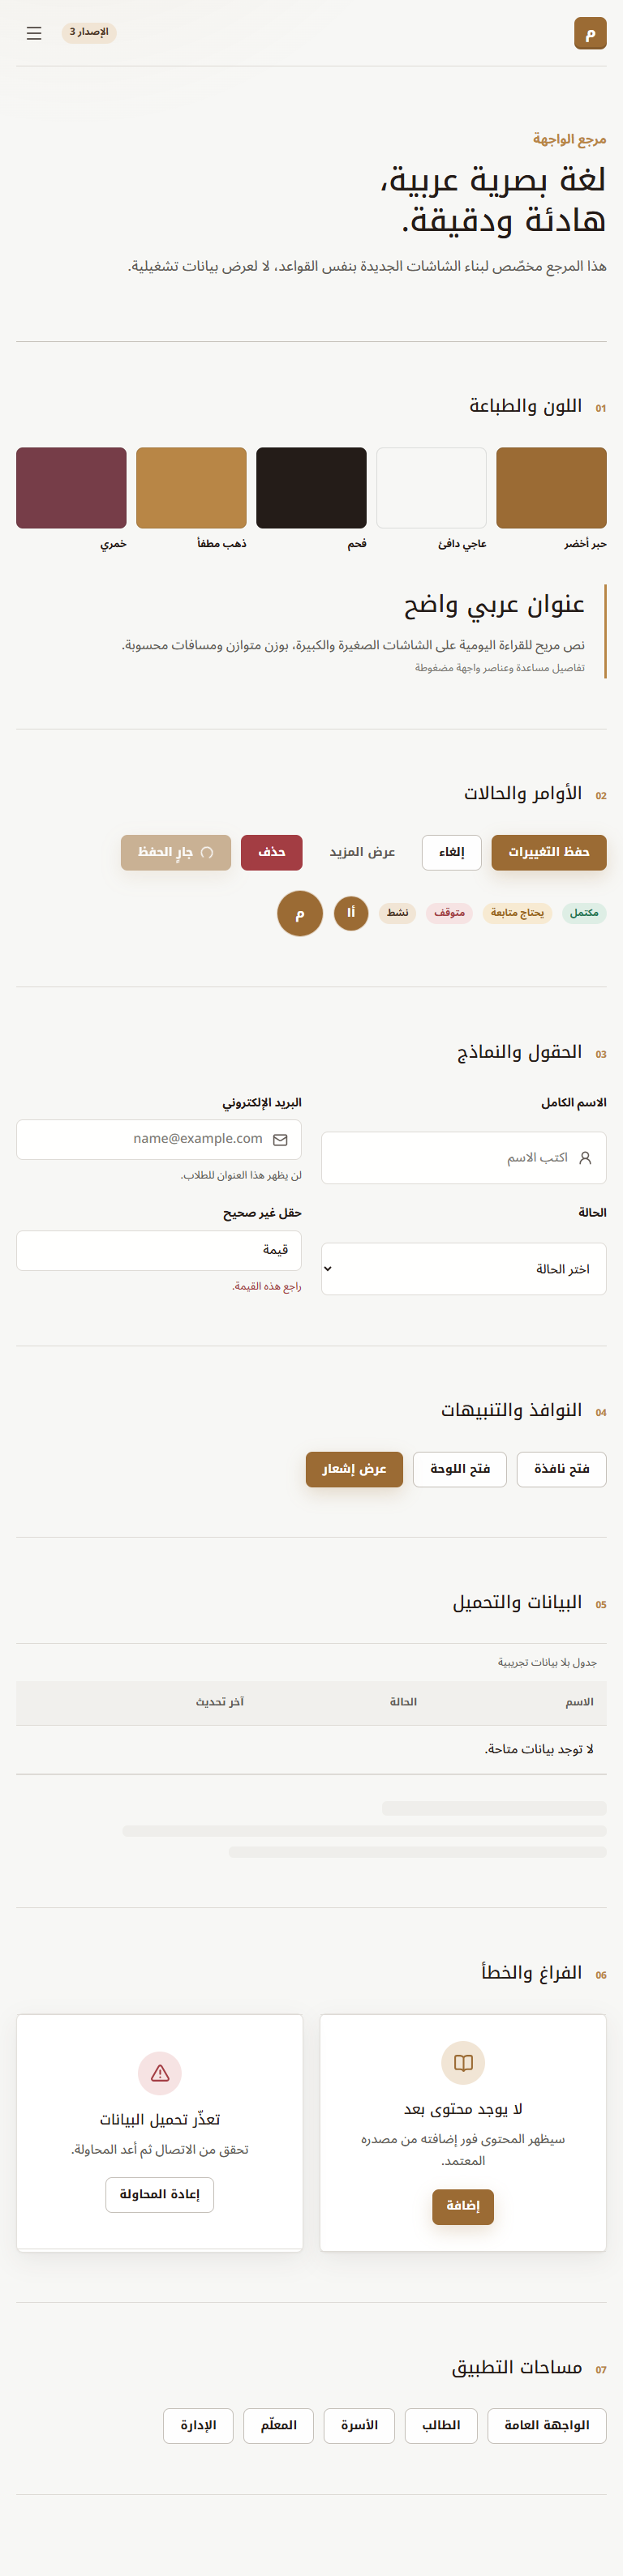 م
الإصدار 3
مرجع الواجهة
لغة بصرية عربية،
هادئة ودقيقة.
هذا المرجع مخصّص لبناء الشاشات الجديدة بنفس القواعد، لا لعرض بيانات تشغيلية.
01 اللون والطباعة
حبر أخضر
عاجي دافئ
فحم
ذهب مطفأ
خمري
عنوان عربي واضح
نص مريح للقراءة اليومية على الشاشات الصغيرة والكبيرة، بوزن متوازن ومسافات محسوبة.
تفاصيل مساعدة وعناصر واجهة مضغوطة
02 الأوامر والحالات
حفظ التغييرات
إلغاء
عرض المزيد
حذف
جارٍ الحفظ
مكتمل
يحتاج متابعة
متوقف
نشط
أا
م
03 الحقول والنماذج
الاسم الكامل
اكتب الاسم
البريد الإلكتروني
name@example.com
لن يظهر هذا العنوان للطلاب.
الحالة
اختر الحالة
حقل غير صحيح
قيمة
راجع هذه القيمة.
04 النوافذ والتنبيهات
فتح نافذة
فتح اللوحة
عرض إشعار
05 البيانات والتحميل
جدول بلا بيانات تجريبية
الاسم
الحالة
آخر تحديث
لا توجد بيانات متاحة.
06 الفراغ والخطأ
لا يوجد محتوى بعد
سيظهر المحتوى فور إضافته من مصدره
المعتمد.
إضافة
تعذّر تحميل البيانات
تحقق من الاتصال ثم أعد المحاولة.
إعادة المحاولة
07 مساحات التطبيق
الواجهة العامة
الطالب
الأسرة
المعلّم
الإدارة